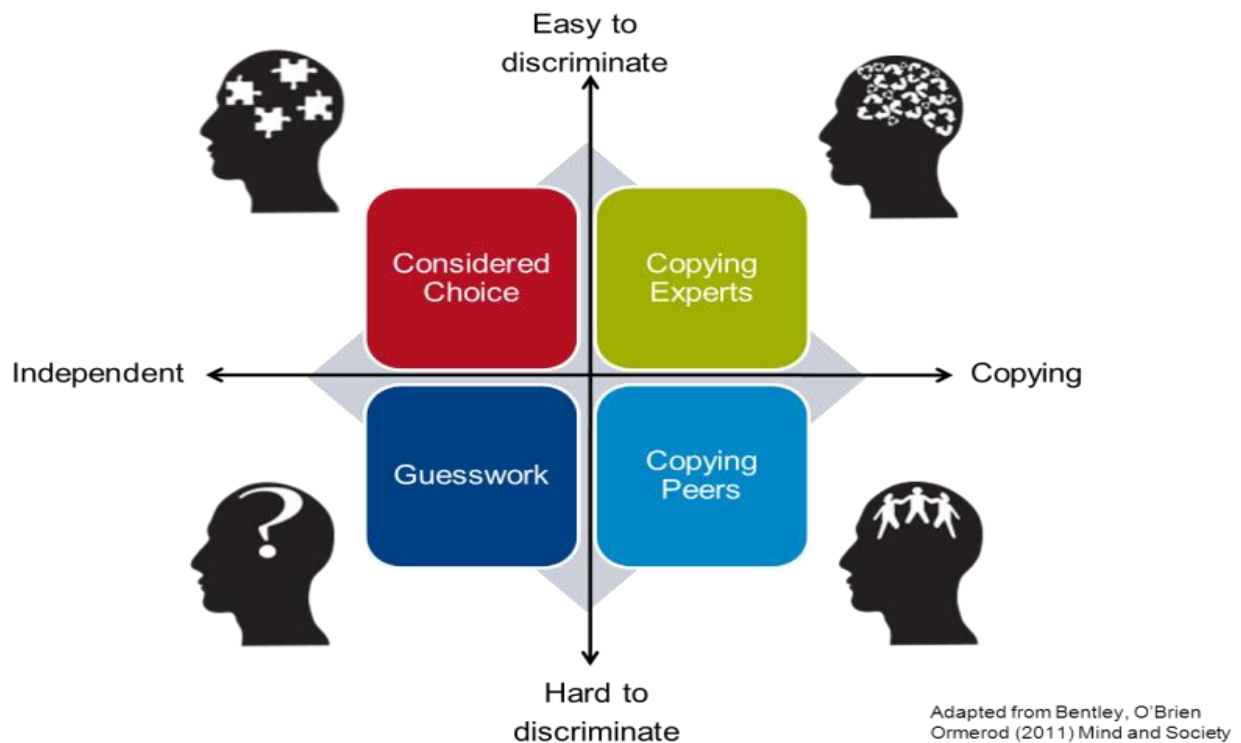 Easy to
discriminate
Considered
Choice
Copying
Experts
Independent
Copying
Guesswork
Copying
Peers
?
Hard to
discriminate
Adapted from Bentley, O'Brien
Ormerod (2011) Mind and Society